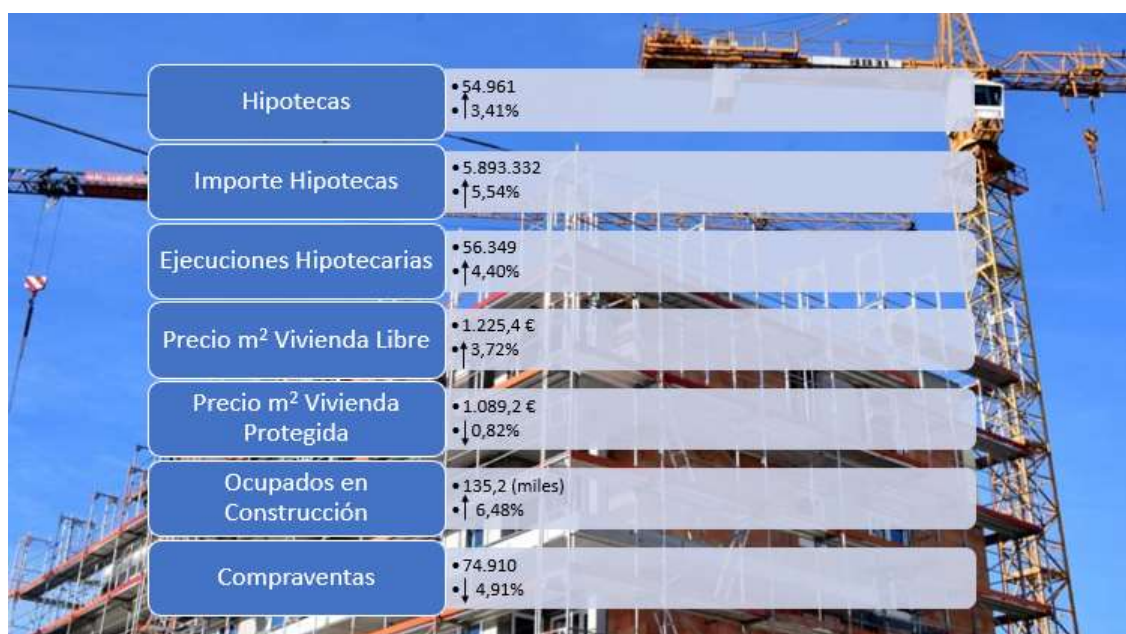 Hipotecas
• 54.961
• ↑ 3,41%
Importe Hipotecas
• 5.893.332
• ↑ 5,54%
Ejecuciones Hipotecarias
• 56.349
• ↑ 4,40%
Precio m² Vivienda Libre
• 1.225,4 €
• ↑ 3,72%
Precio m² Vivienda
Protegida
• 1.089,2 €
• ↓ 0,82%
Ocupados en
Construcción
• 135,2 (miles)
• ↑ 6,48%
Compraventas
• 74.910
• ↓ 4,91%